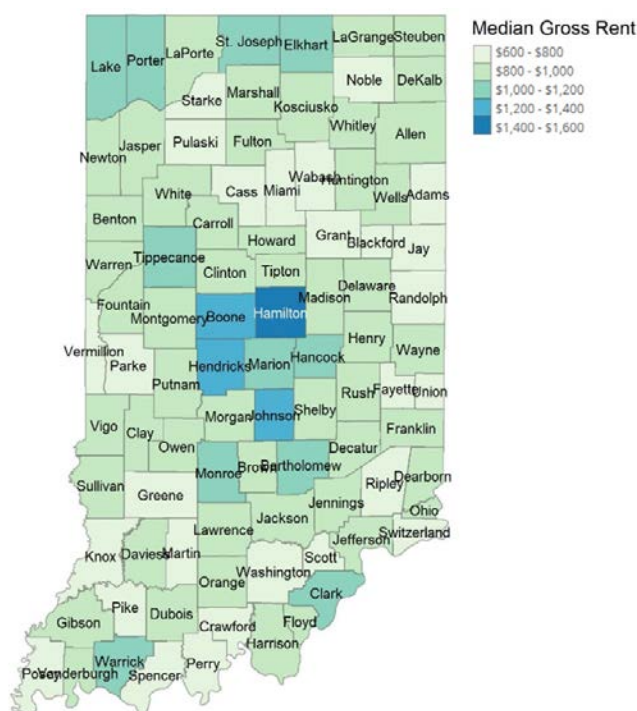 Median Gross Rent
$600 - $800
$800 - $1,000
$1,000 - $1,200
$1,200 - $1,400
$1,400 - $1,600
Lake
Porter
LaPorte
St. Joseph
Elkhart
LaGrange
Steuben
Noble
DeKalb
Starke
Marshall
Kosciusko
Whitley
Allen
Newton
Jasper
Pulaski
Fulton
Cass
Miami
Wabash
Huntington
Wells
Adams
White
Benton
Carroll
Howard
Grant
Blackford
Jay
Warren
Tippecanoe
Clinton
Tipton
Madison
Delaware
Randolph
Fountain
Montgomery
Boone
Hamilton
Henry
Wayne
Vermillion
Parke
Putnam
Hendricks
Marion
Hancock
Rush
Fayette
Union
Vigo
Clay
Owen
Morgan
Johnson
Shelby
Decatur
Franklin
Sullivan
Greene
Monroe
Brown
Bartholomew
Jennings
Ripley
Dearborn
Ohio
Knox
Daviess
Martin
Lawrence
Jackson
Scott
Jefferson
Switzerland
Orange
Washington
Clark
Gibson
Pike
Dubois
Crawford
Harrison
Floyd
Posey
Vanderburgh
Warrick
Spencer
Perry